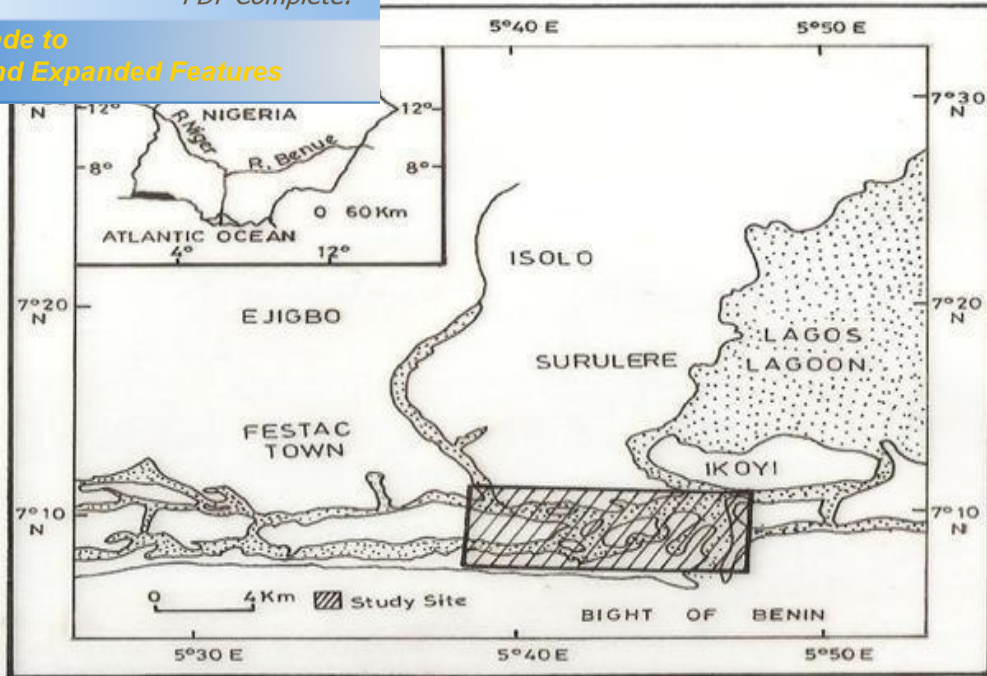 PDF Complete.
de to
nd Expanded Features
5°40 E
5°50 E
7°30
N
N
12°
12°
NIGERIA
R. Niger
R. Benue
8°
8°
0 60Km
ATLANTIC OCEAN
4°
12°
ISOLO
7°20
N
7°20
N
EJIGBO
LAGOS
LAGOON
SURULERE
FESTAC
TOWN
IKOYI
7°10
N
7°10
N
0 4Km
Study Site
BIGHT OF BENIN
5°30 E
5°40 E
5°50 E